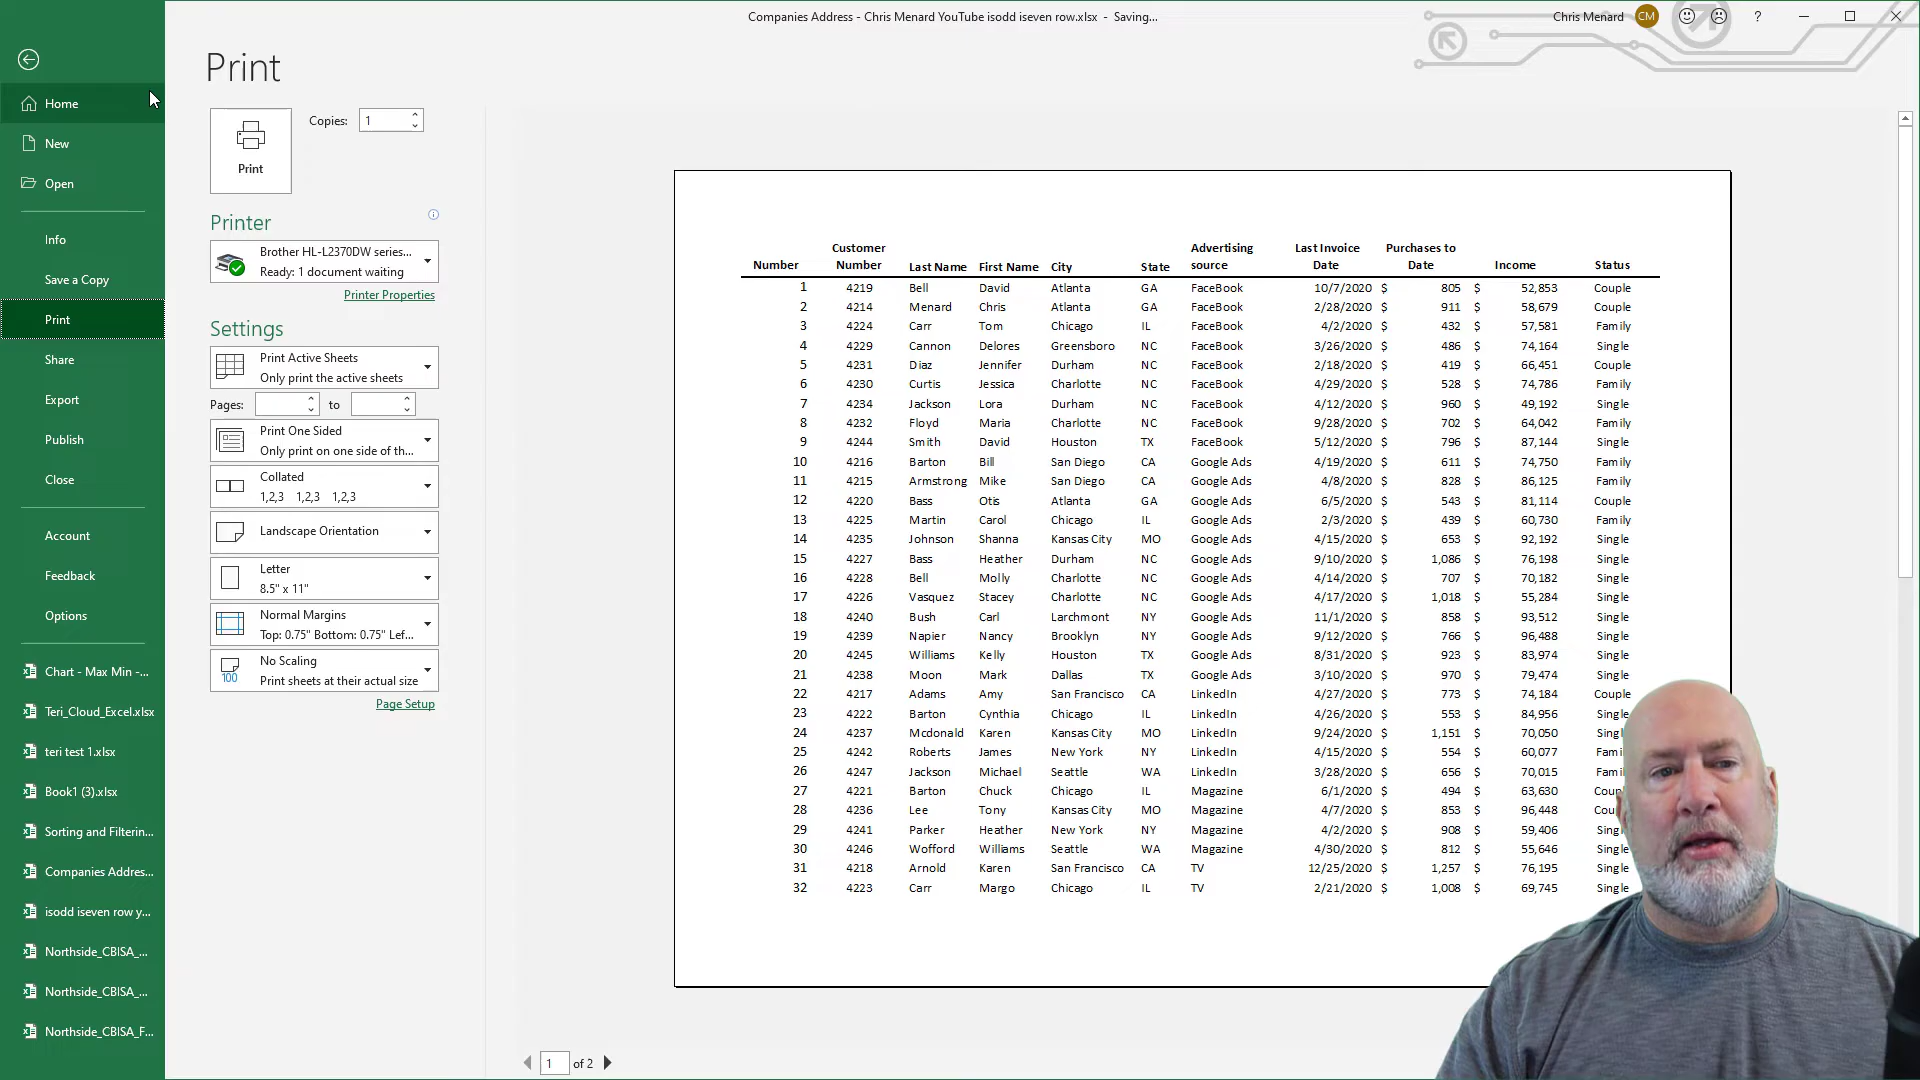 Companies Address - Chris Menard YouTube isodd iseven row.xlsx - Saving...
Chris Menard CM ?
Home
New
Open
Info
Save a Copy
Print
Share
Export
Publish
Close
Account
Feedback
Options
Chart - Max Min -...
Teri_Cloud_Excel.xlsx
teri test 1.xlsx
Book1 (3).xlsx
Sorting and Filterin...
Companies Addres...
isodd iseven row y...
Northside_CBISA_...
Northside_CBISA_...
Northside_CBISA_F...
Print
Print
Copies: 1
Printer
Brother HL-L2370DW series...
Ready: 1 document waiting
Printer Properties
Settings
Print Active Sheets
Only print the active sheets
Pages: to
Print One Sided
Only print on one side of th...
Collated
1,2,3 1,2,3 1,2,3
Landscape Orientation
Letter
8.5" x 11"
Normal Margins
Top: 0.75" Bottom: 0.75" Lef...
No Scaling
100 Print sheets at their actual size
Page Setup
Customer Advertising Last Invoice Purchases to
Number Number Last Name First Name City State source Date Date Income Status
1 4219 Bell David Atlanta GA FaceBook 10/7/2020 $ 805 $ 52,853 Couple
2 4214 Menard Chris Atlanta GA FaceBook 2/28/2020 $ 911 $ 58,679 Couple
3 4224 Carr Tom Chicago IL FaceBook 4/2/2020 $ 432 $ 57,581 Family
4 4229 Cannon Delores Greensboro NC FaceBook 3/26/2020 $ 486 $ 74,164 Single
5 4231 Diaz Jennifer Durham NC FaceBook 2/18/2020 $ 419 $ 66,451 Couple
6 4230 Curtis Jessica Charlotte NC FaceBook 4/29/2020 $ 528 $ 74,786 Family
7 4234 Jackson Lora Durham NC FaceBook 4/12/2020 $ 960 $ 49,192 Single
8 4232 Floyd Maria Charlotte NC FaceBook 9/28/2020 $ 702 $ 64,042 Family
9 4244 Smith David Houston TX FaceBook 5/12/2020 $ 796 $ 87,144 Single
10 4216 Barton Bill San Diego CA Google Ads 4/19/2020 $ 611 $ 74,750 Family
11 4215 Armstrong Mike San Diego CA Google Ads 4/8/2020 $ 828 $ 86,125 Family
12 4220 Bass Otis Atlanta GA Google Ads 6/5/2020 $ 543 $ 81,114 Couple
13 4225 Martin Carol Chicago IL Google Ads 2/3/2020 $ 439 $ 60,730 Family
14 4235 Johnson Shanna Kansas City MO Google Ads 4/15/2020 $ 653 $ 92,192 Single
15 4227 Bass Heather Durham NC Google Ads 9/10/2020 $ 1,086 $ 76,198 Single
16 4228 Bell Molly Charlotte NC Google Ads 4/14/2020 $ 707 $ 70,182 Single
17 4226 Vasquez Stacey Charlotte NC Google Ads 4/17/2020 $ 1,018 $ 55,284 Single
18 4240 Bush Carl Larchmont NY Google Ads 11/1/2020 $ 858 $ 93,512 Single
19 4239 Napier Nancy Brooklyn NY Google Ads 9/12/2020 $ 766 $ 96,488 Single
20 4245 Williams Kelly Houston TX Google Ads 8/31/2020 $ 923 $ 83,974 Single
21 4238 Moon Mark Dallas TX Google Ads 3/10/2020 $ 970 $ 79,474 Single
22 4217 Adams Amy San Francisco CA LinkedIn 4/27/2020 $ 773 $ 74,184 Couple
23 4222 Barton Cynthia Chicago IL LinkedIn 4/26/2020 $ 553 $ 84,956 Single
24 4237 Mcdonald Karen Kansas City MO LinkedIn 9/24/2020 $ 1,151 $ 70,050 Singl
25 4242 Roberts James New York NY LinkedIn 4/15/2020 $ 554 $ 60,077 Fami
26 4247 Jackson Michael Seattle WA LinkedIn 3/28/2020 $ 656 $ 70,015 Fami
27 4221 Barton Chuck Chicago IL Magazine 6/1/2020 $ 494 $ 63,630 Coup
28 4236 Lee Tony Kansas City MO Magazine 4/7/2020 $ 853 $ 96,448 Cou
29 4241 Parker Heather New York NY Magazine 4/2/2020 $ 908 $ 59,406 Singl
30 4246 Wofford Williams Seattle WA Magazine 4/30/2020 $ 812 $ 55,646 Single
31 4218 Arnold Karen San Francisco CA TV 12/25/2020 $ 1,257 $ 76,195 Single
32 4223 Carr Margo Chicago IL TV 2/21/2020 $ 1,008 $ 69,745 Single
1 of 2